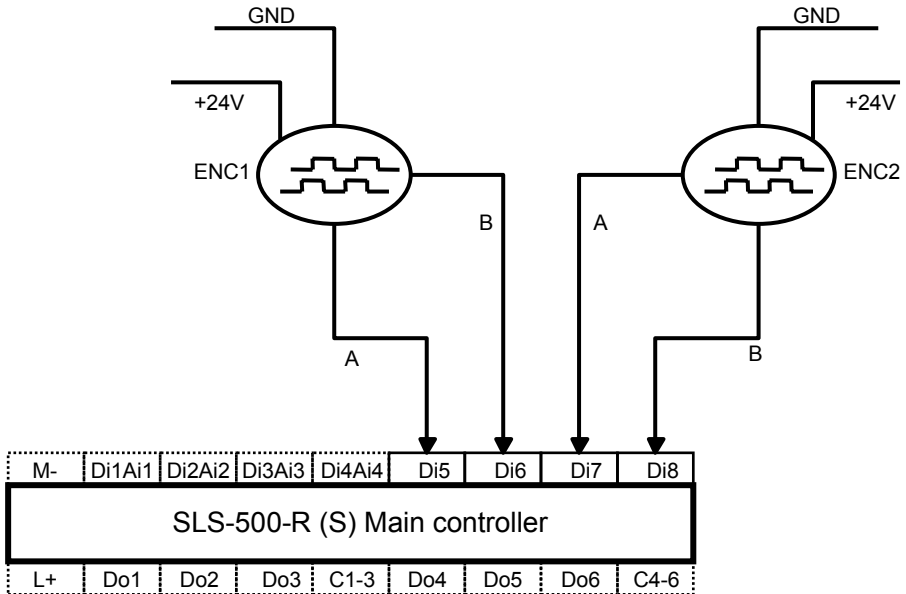 GND
GND
+24V
+24V
ENC1
ENC2
B
A
A
B
M- Di1Ai1 Di2Ai2 Di3Ai3 Di4Ai4 Di5 Di6 Di7 Di8
SLS-500-R (S) Main controller
L+ Do1 Do2 Do3 C1-3 Do4 Do5 Do6 C4-6